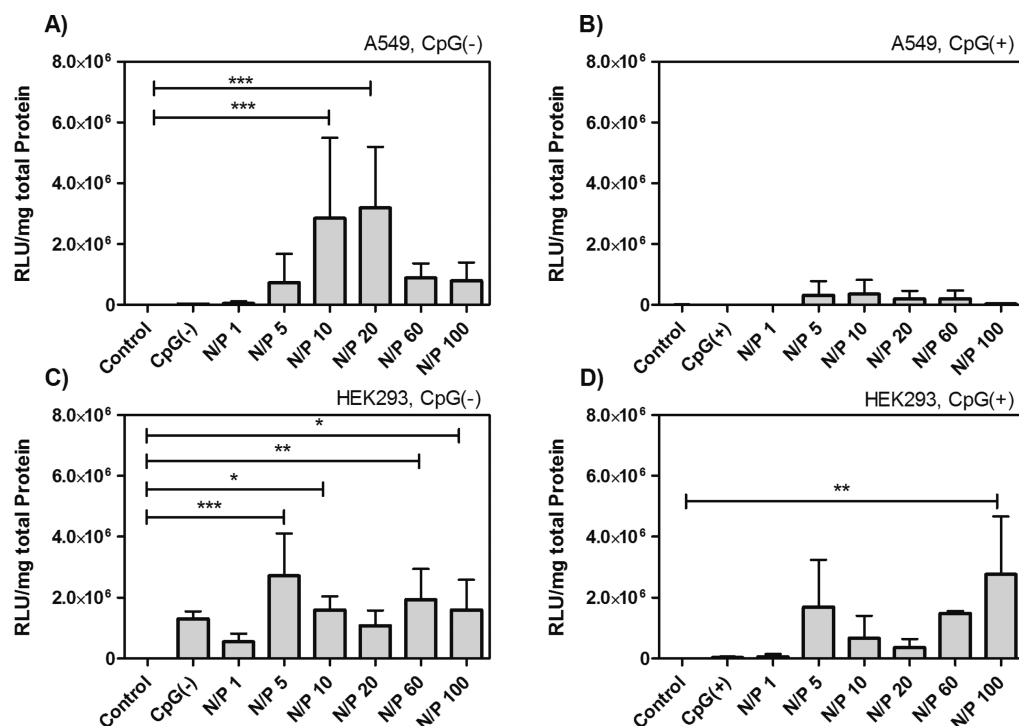 A)
A549, CpG(-)
RLU/mg total Protein
8.0×10⁶
6.0×10⁶
4.0×10⁶
2.0×10⁶
0
***
***
Control
CpG(-)
N/P 1
N/P 5
N/P 10
N/P 20
N/P 60
N/P 100
B)
A549, CpG(+)
RLU/mg total Protein
8.0×10⁶
6.0×10⁶
4.0×10⁶
2.0×10⁶
0
Control
CpG(+)
N/P 1
N/P 5
N/P 10
N/P 20
N/P 60
N/P 100
C)
HEK293, CpG(-)
RLU/mg total Protein
8.0×10⁶
6.0×10⁶
4.0×10⁶
2.0×10⁶
0
*
**
*
***
Control
CpG(-)
N/P 1
N/P 5
N/P 10
N/P 20
N/P 60
N/P 100
D)
HEK293, CpG(+)
RLU/mg total Protein
8.0×10⁶
6.0×10⁶
4.0×10⁶
2.0×10⁶
0
**
Control
CpG(+)
N/P 1
N/P 5
N/P 10
N/P 20
N/P 60
N/P 100